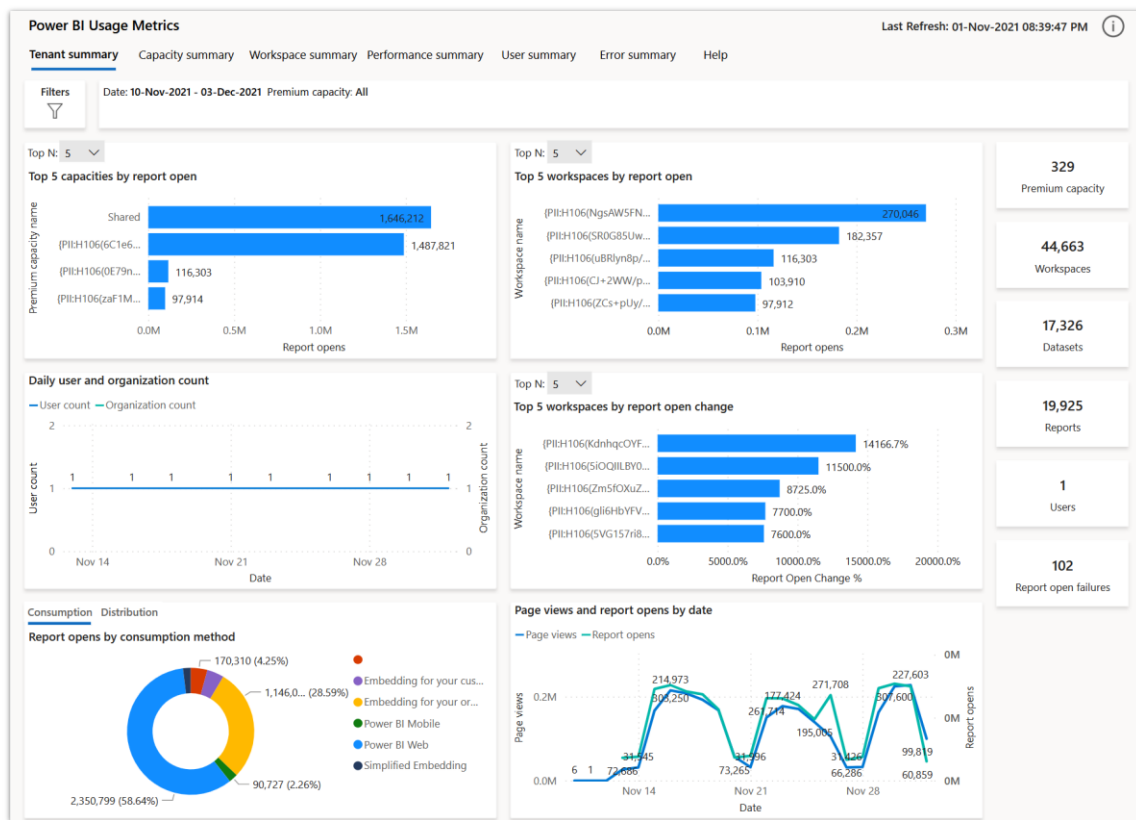 Power BI Usage Metrics
Last Refresh: 01-Nov-2021 08:39:47 PM
Tenant summary Capacity summary Workspace summary Performance summary User summary Error summary Help
Filters
Date: 10-Nov-2021 - 03-Dec-2021 Premium capacity: All
Top N: 5
Top 5 capacities by report open
Premium capacity name
Shared 1,646,212
{PII:H106(6C1e6... 1,487,821
{PII:H106(0E79n... 116,303
{PII:H106(zaF1M... 97,914
0.0M 0.5M 1.0M 1.5M
Report opens
Top N: 5
Top 5 workspaces by report open
Workspace name
{PII:H106(NgsAW5FN... 270,046
{PII:H106(SR0G85Uw... 182,357
{PII:H106(uBRlyn8p/... 116,303
{PII:H106(CJ+2WW/p... 103,910
{PII:H106(ZCs+pUy/... 97,912
0.0M 0.1M 0.2M 0.3M
Report opens
329
Premium capacity
44,663
Workspaces
17,326
Datasets
19,925
Reports
1
Users
102
Report open failures
Daily user and organization count
User count Organization count
User count
Organization count
2 2
1 1 1 1 1 1 1 1
1 1
0 0
Nov 14 Nov 21 Nov 28
Date
Top N: 5
Top 5 workspaces by report open change
Workspace name
{PII:H106(KdnhqcOYF... 14166.7%
{PII:H106(5iOQIILBY0... 11500.0%
{PII:H106(Zm5fOXuZ... 8725.0%
{PII:H106(gli6HbYFV... 7700.0%
{PII:H106(5VG157ri8... 7600.0%
0.0% 5000.0% 10000.0% 15000.0% 20000.0%
Report Open Change %
Consumption Distribution
Report opens by consumption method
170,310 (4.25%)
1,146,0... (28.59%)
90,727 (2.26%)
2,350,799 (58.64%)
Embedding for your cus...
Embedding for your or...
Power BI Mobile
Power BI Web
Simplified Embedding
Page views and report opens by date
Page views Report opens
Page views
Report opens
0M
0.2M 0M
0.0M 0M
214,973 271,708 227,603
303,250 177,424 307,600
261,714 195,005
31,545 31,996 31,426 99,819
6 1 72,686 73,265 66,286 60,859
Nov 14 Nov 21 Nov 28
Date